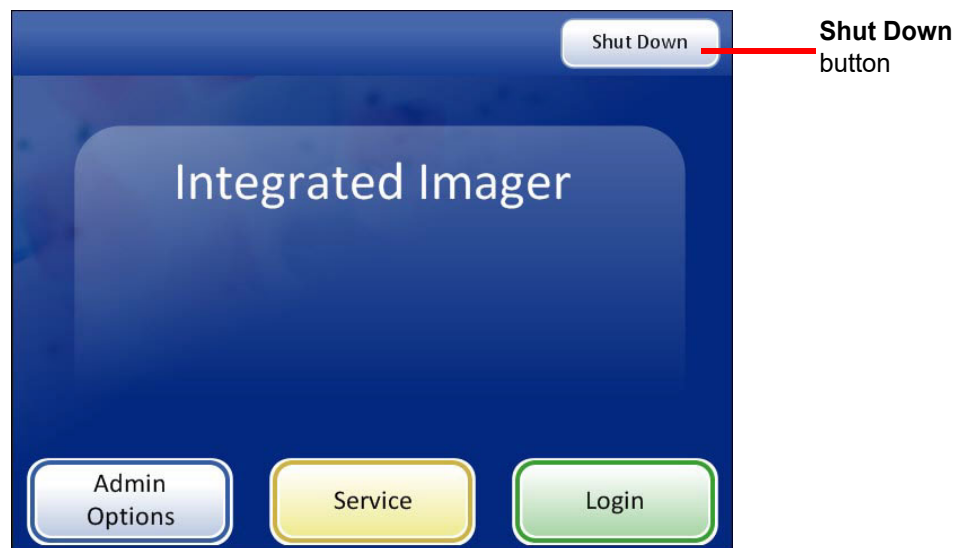 Shut Down
Shut Down
button
Integrated Imager
Admin
Options
Service
Login